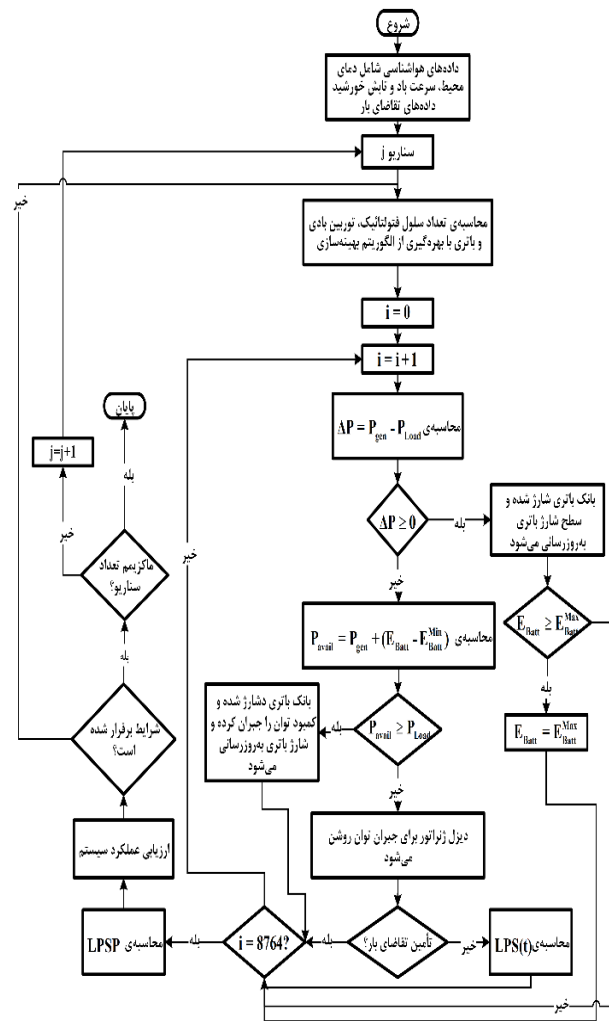 شروع
داده‌های هواشناسی شامل دمای
محیط، سرعت باد و تابش خورشید
داده‌های تقاضای بار
سناریو j
محاسبه‌ی تعداد سلول فتولتائیک، توربین بادی
و باتری با بهره‌گیری از الگوریتم بهینه‌سازی
i = 0
i = i + 1
محاسبه‌ی ΔP = P_gen - P_Load
ΔP ≥ 0
بله
خیر
بانک باتری شارژ شده و
سطح شارژ باتری
به‌روزرسانی می‌شود
E_Batt ≥ E_Batt^Max
بله
خیر
E_Batt = E_Batt^Max
محاسبه‌ی P_avail = P_gen + (E_Batt - E_Batt^Min)
P_avail ≥ P_Load
بله
خیر
بانک باتری دشارژ شده و
کمبود توان را جبران کرده و
شارژ باتری به‌روزرسانی
می‌شود
دیزل ژنراتور برای جبران توان روشن
می‌شود
تأمین تقاضای بار؟
خیر
بله
محاسبه‌ی LPS(t)
i = 8764?
خیر
بله
محاسبه‌ی
LPSP
ارزیابی عملکرد سیستم
شرایط برقرار شده
است؟
خیر
بله
ماکزیمم تعداد
سناریو؟
خیر
بله
j=j+1
پایان